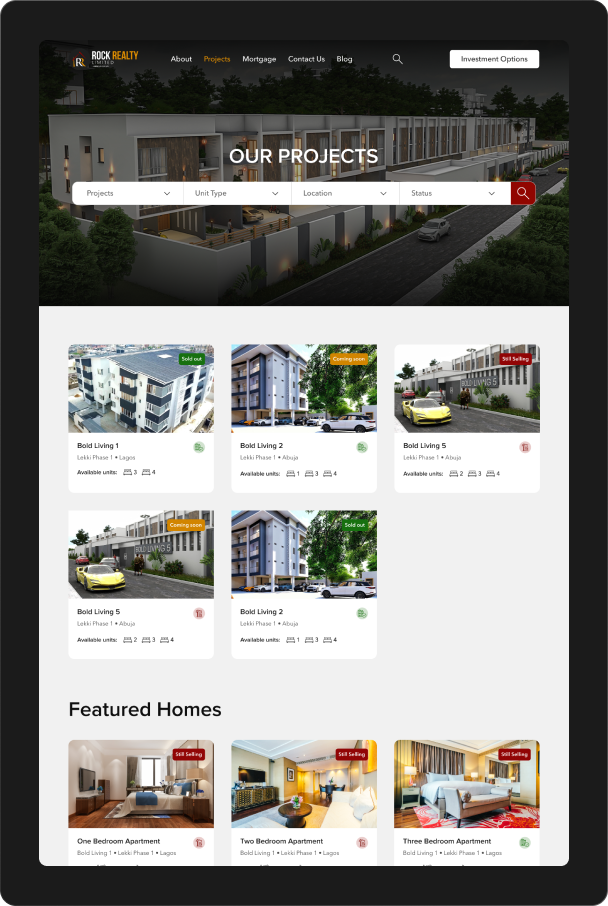 ROCK REALTY
LIMITED
About Projects Mortgage Contact Us Blog
Investment Options
OUR PROJECTS
Projects Unit Type Location Status
Sold out
Coming soon
Still Selling
BOLD LIVING 5
Bold Living 1
Lekki Phase 1 • Lagos
Available units: 3 4
Bold Living 2
Lekki Phase 1 • Abuja
Available units: 1 3 4
Bold Living 5
Lekki Phase 1 • Abuja
Available units: 2 3 4
Coming soon
BOLD LIVING 5
Sold out
Bold Living 5
Lekki Phase 1 • Abuja
Available units: 2 3 4
Bold Living 2
Lekki Phase 1 • Abuja
Available units: 1 3 4
Featured Homes
Still Selling
Still Selling
Still Selling
One Bedroom Apartment
Bold Living 1 • Lekki Phase 1 • Lagos
Two Bedroom Apartment
Bold Living 1 • Lekki Phase 1 • Lagos
Three Bedroom Apartment
Bold Living 1 • Lekki Phase 1 • Lagos